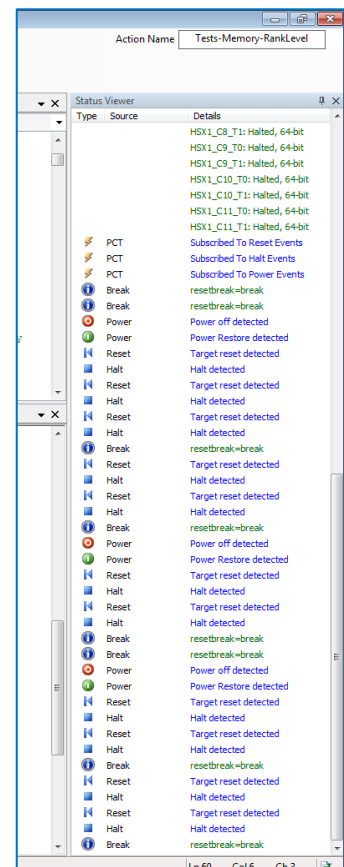 Action Name Tests-Memory-RankLevel
Status Viewer
Type Source Details
HSX1_C8_T1: Halted, 64-bit
HSX1_C9_T0: Halted, 64-bit
HSX1_C9_T1: Halted, 64-bit
HSX1_C10_T0: Halted, 64-bit
HSX1_C10_T1: Halted, 64-bit
HSX1_C11_T0: Halted, 64-bit
HSX1_C11_T1: Halted, 64-bit
PCT Subscribed To Reset Events
PCT Subscribed To Halt Events
PCT Subscribed To Power Events
Break resetbreak=break
Break resetbreak=break
Power Power off detected
Power Power Restore detected
Reset Target reset detected
Halt Halt detected
Reset Target reset detected
Halt Halt detected
Reset Target reset detected
Halt Halt detected
Break resetbreak=break
Reset Target reset detected
Halt Halt detected
Reset Target reset detected
Halt Halt detected
Break resetbreak=break
Power Power off detected
Power Power Restore detected
Reset Target reset detected
Halt Halt detected
Reset Target reset detected
Halt Halt detected
Break resetbreak=break
Break resetbreak=break
Power Power off detected
Power Power Restore detected
Reset Target reset detected
Halt Halt detected
Reset Target reset detected
Halt Halt detected
Break resetbreak=break
Reset Target reset detected
Halt Halt detected
Reset Target reset detected
Halt Halt detected
Break resetbreak=break
Ln 60 Col 6 Ch 3